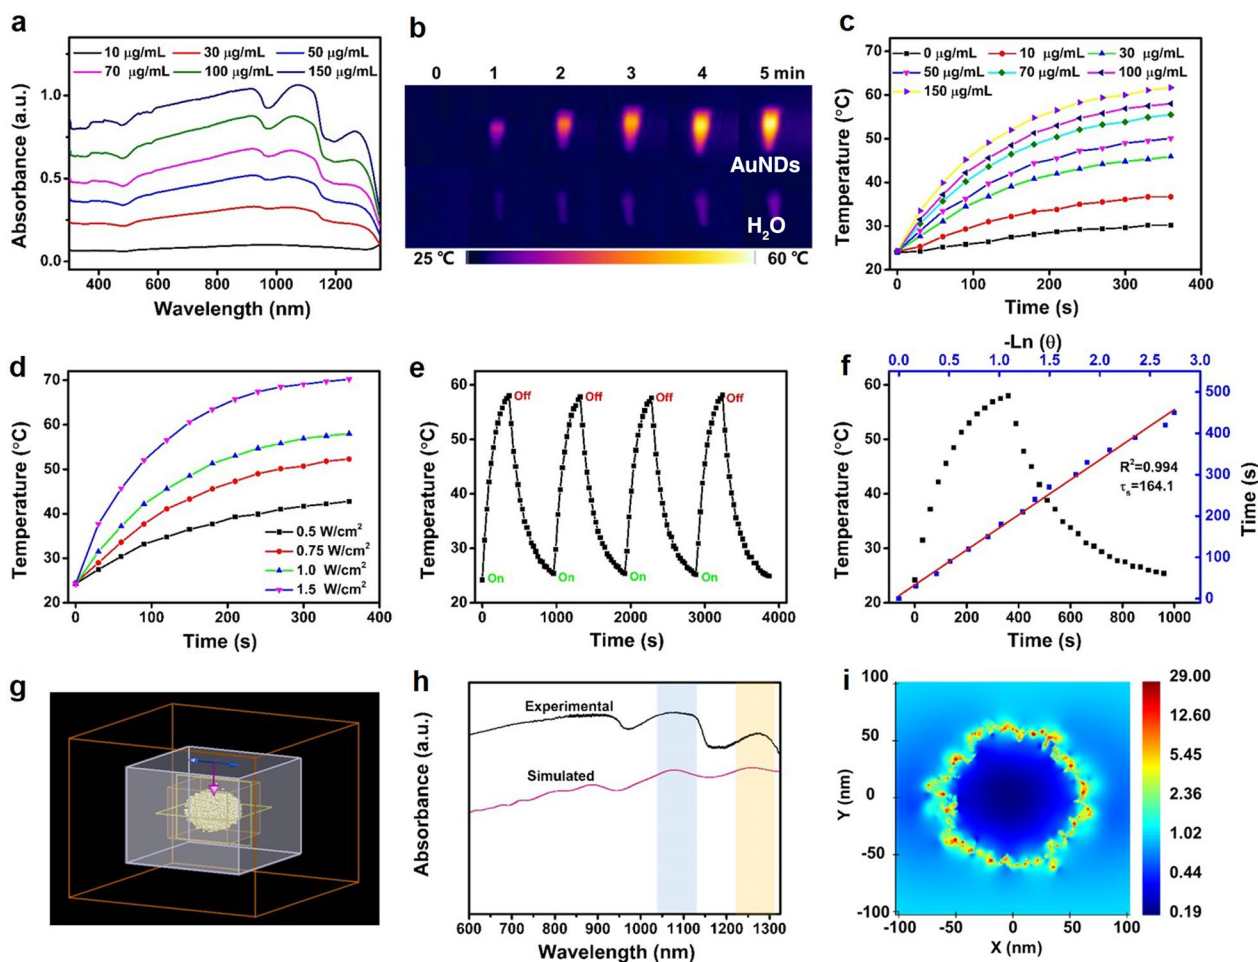 a
10 µg/mL 30 µg/mL 50 µg/mL
70 µg/mL 100 µg/mL 150 µg/mL
1.0
0.5
0.0
Absorbance (a.u.)
400 600 800 1000 1200
Wavelength (nm)
b
0 1 2 3 4 5 min
AuNDs
H₂O
25 ℃ 60 ℃
c
0 µg/mL 10 µg/mL 30 µg/mL
50 µg/mL 70 µg/mL 100 µg/mL
150 µg/mL
70
60
50
40
30
20
Temperature (°C)
0 100 200 300 400
Time (s)
d
70
60
50
40
30
20
Temperature (°C)
0.5 W/cm²
0.75 W/cm²
1.0 W/cm²
1.5 W/cm²
0 100 200 300 400
Time (s)
e
60
50
40
30
20
Temperature (°C)
Off Off Off Off
On On On On
0 1000 2000 3000 4000
Time (s)
f
-Ln (θ)
0.0 0.5 1.0 1.5 2.0 2.5 3.0
60
50
40
30
20
Temperature (°C)
R²=0.994
τₛ=164.1
500
400
300
200
100
0
Time (s)
0 200 400 600 800 1000
Time (s)
g
h
Experimental
Simulated
Absorbance (a.u.)
600 700 800 900 1000 1100 1200 1300
Wavelength (nm)
i
100
50
0
-50
-100
Y (nm)
-100 -50 0 50 100
X (nm)
29.00
12.60
5.45
2.36
1.02
0.44
0.19